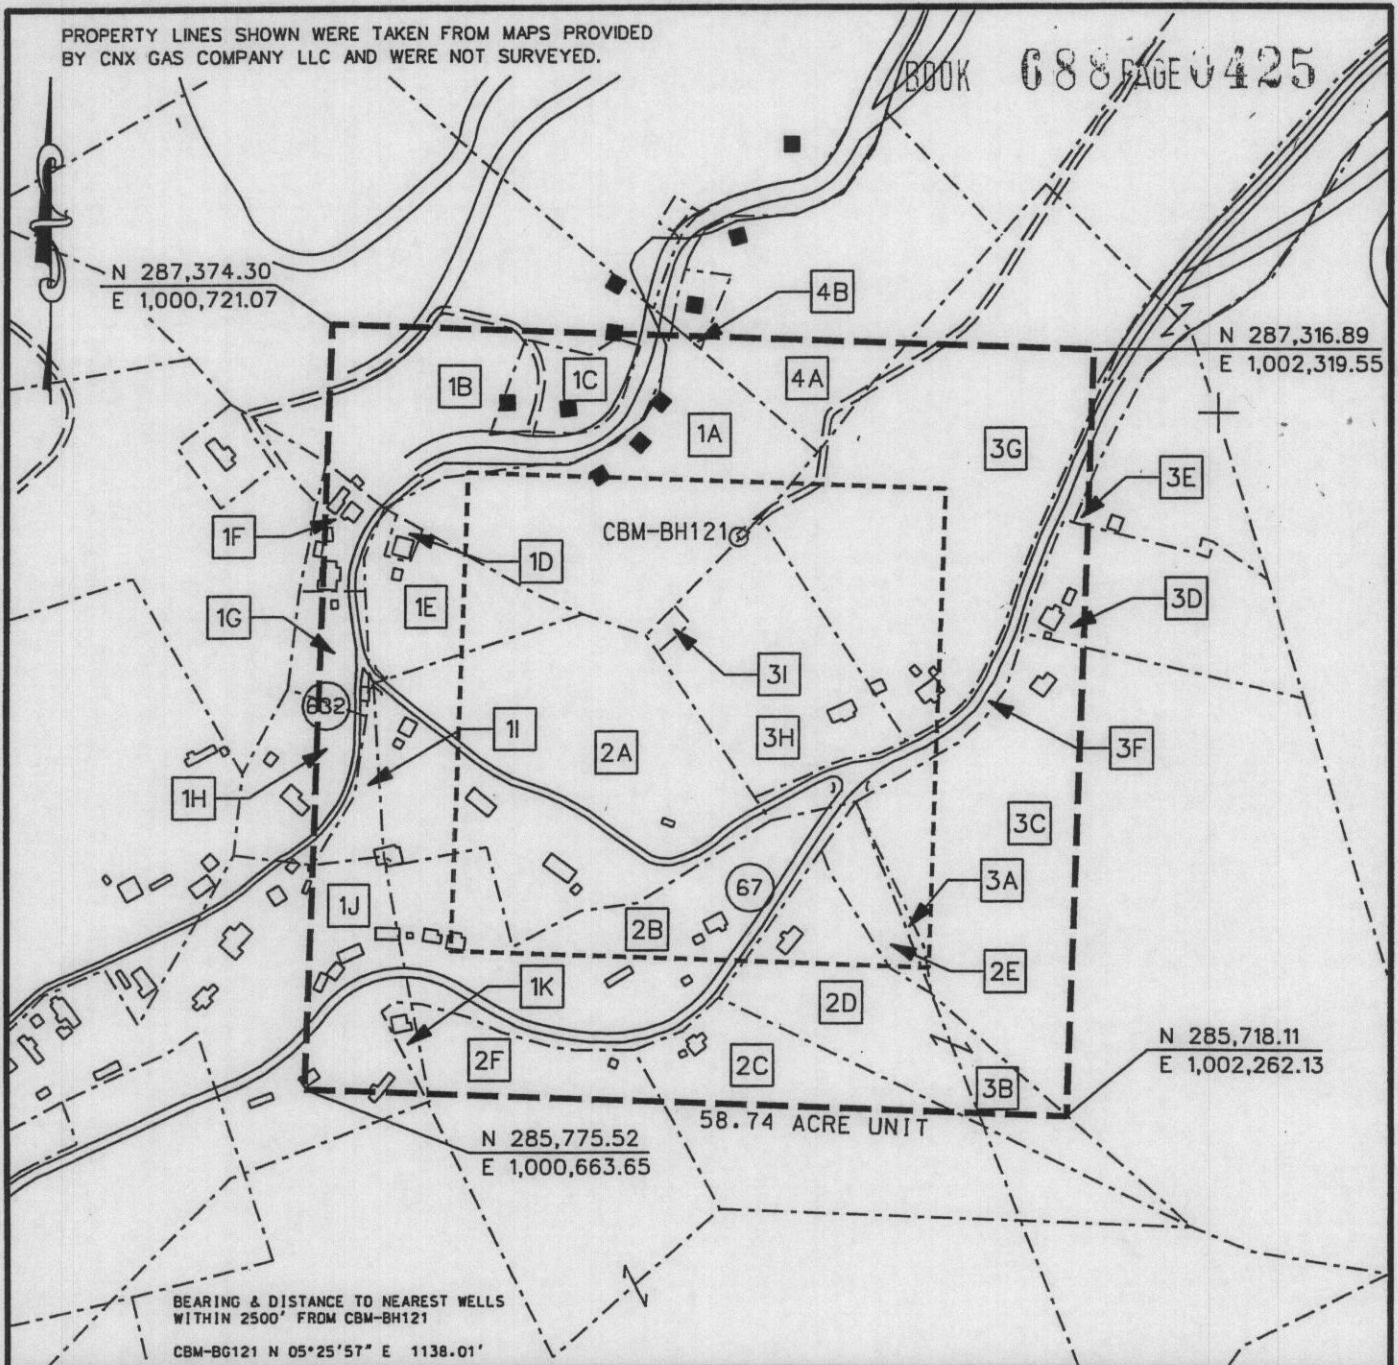 PROPERTY LINES SHOWN WERE TAKEN FROM MAPS PROVIDED
BY CNX GAS COMPANY LLC AND WERE NOT SURVEYED.
BOOK 688 PAGE 0425
N 287,374.30
E 1,000,721.07
4B
N 287,316.89
E 1,002,319.55
1B
1C
4A
1A
3G
3E
1F
CBM-BH121
1D
1E
3D
1G
3I
632
1I
2A
3H
3F
1H
3C
67
3A
1J
2B
2E
1K
2D
N 285,718.11
E 1,002,262.13
2F
2C
3B
58.74 ACRE UNIT
N 285,775.52
E 1,000,663.65
BEARING & DISTANCE TO NEAREST WELLS
WITHIN 2500' FROM CBM-BH121
CBM-BG121 N 05°25'57" E 1138.01'